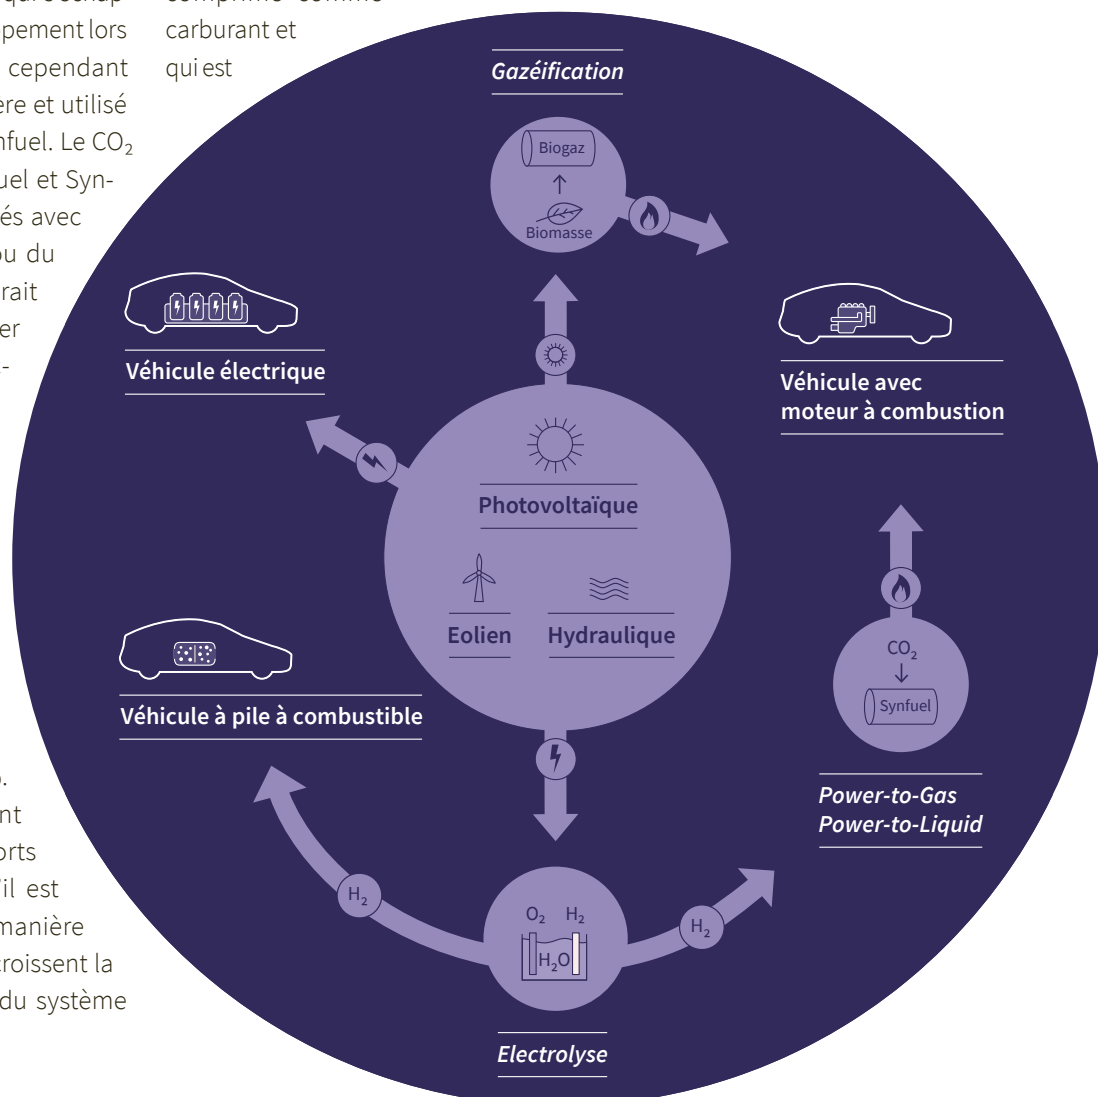 carburant et
qui est
pement lors
cependant
ère et utilisé
nfuel. Le CO₂
uel et Syn-
és avec
ou du
rait
er
nt
orts
'il est
manière
croissent la
du système
Gazéification
Biogaz
Biomasse
Véhicule électrique
Véhicule avec
moteur à combustion
Photovoltaïque
Eolien Hydraulique
Véhicule à pile à combustible
CO₂
Synfuel
Power-to-Gas
Power-to-Liquid
H₂
O₂ H₂
H₂O
H₂
Electrolyse